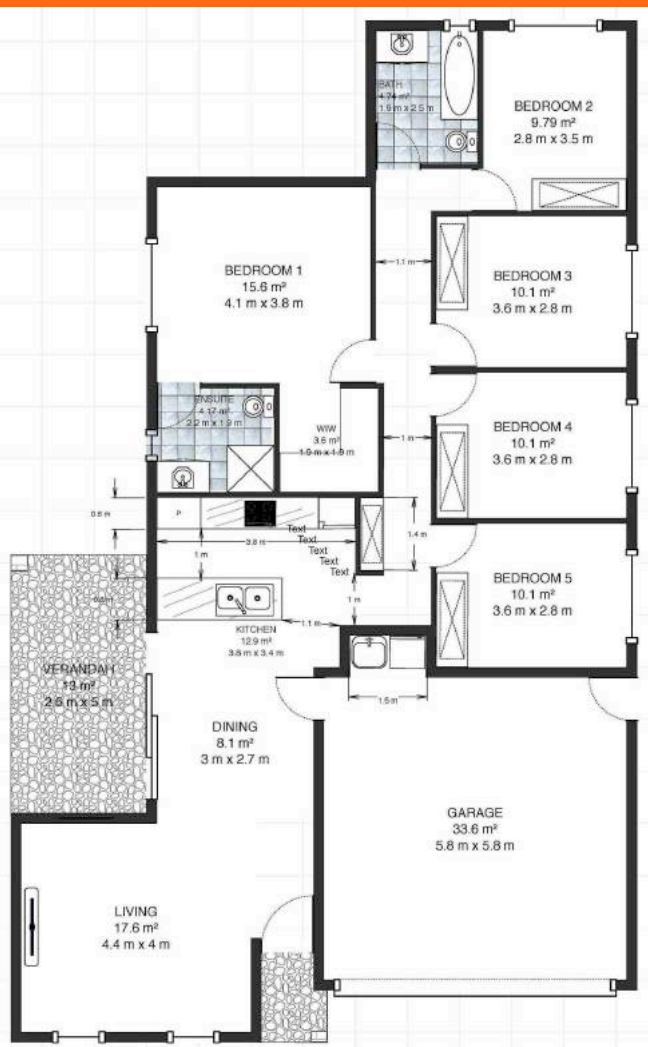 BATH
4.74 m²
1.9 m x 2.5 m
BEDROOM 2
9.79 m²
2.8 m x 3.5 m
BEDROOM 1
15.6 m²
4.1 m x 3.8 m
1.1 m
BEDROOM 3
10.1 m²
3.6 m x 2.8 m
ENSUITE
4.17 m²
2.2 m x 1.9 m
WIW
3.6 m²
1.9 m x 1.9 m
1 m
BEDROOM 4
10.1 m²
3.6 m x 2.8 m
P
Text
Text
Text
Text
Text
3.8 m
1 m
1.4 m
1 m
BEDROOM 5
10.1 m²
3.6 m x 2.8 m
1.1 m
KITCHEN
12.9 m²
3.8 m x 3.4 m
VERANDAH
13 m²
2.6 m x 5 m
DINING
8.1 m²
3 m x 2.7 m
GARAGE
33.6 m²
5.8 m x 5.8 m
LIVING
17.6 m²
4.4 m x 4 m